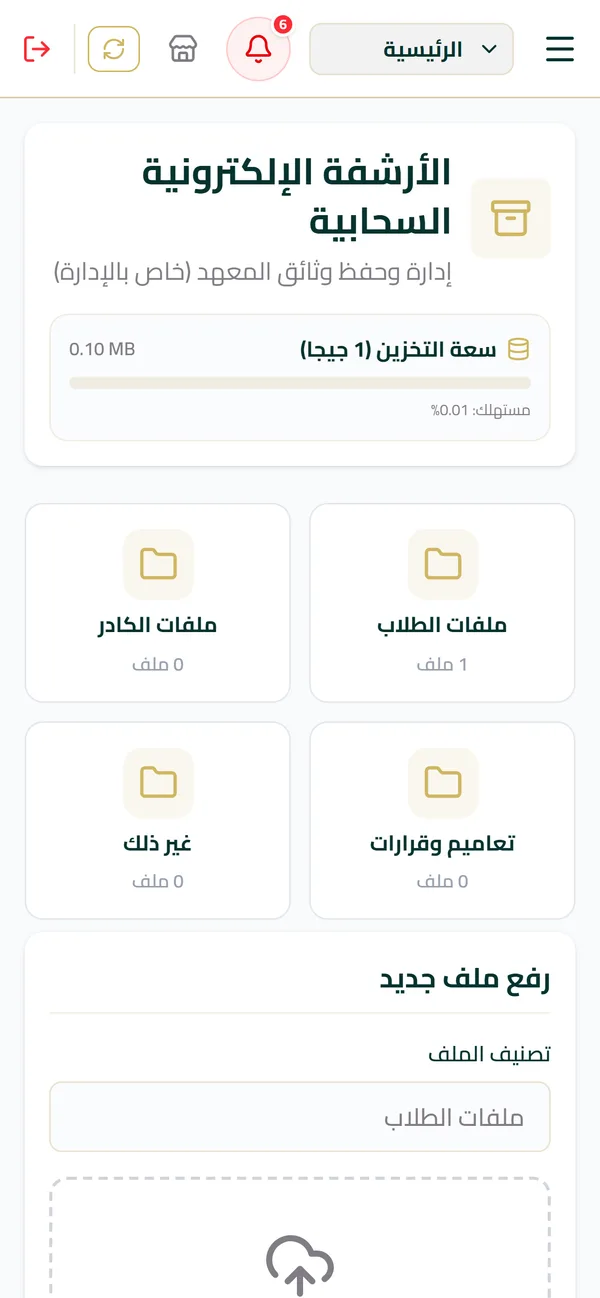 الرئيسية
6
الأرشفة الإلكترونية
السحابية
إدارة وحفظ وثائق المعهد (خاص بالإدارة)
سعة التخزين (1 جيجا)
0.10 MB
مستهلك: 0.01%
ملفات الطلاب
1 ملف
ملفات الكادر
0 ملف
تعاميم وقرارات
0 ملف
غير ذلك
0 ملف
رفع ملف جديد
تصنيف الملف
ملفات الطلاب